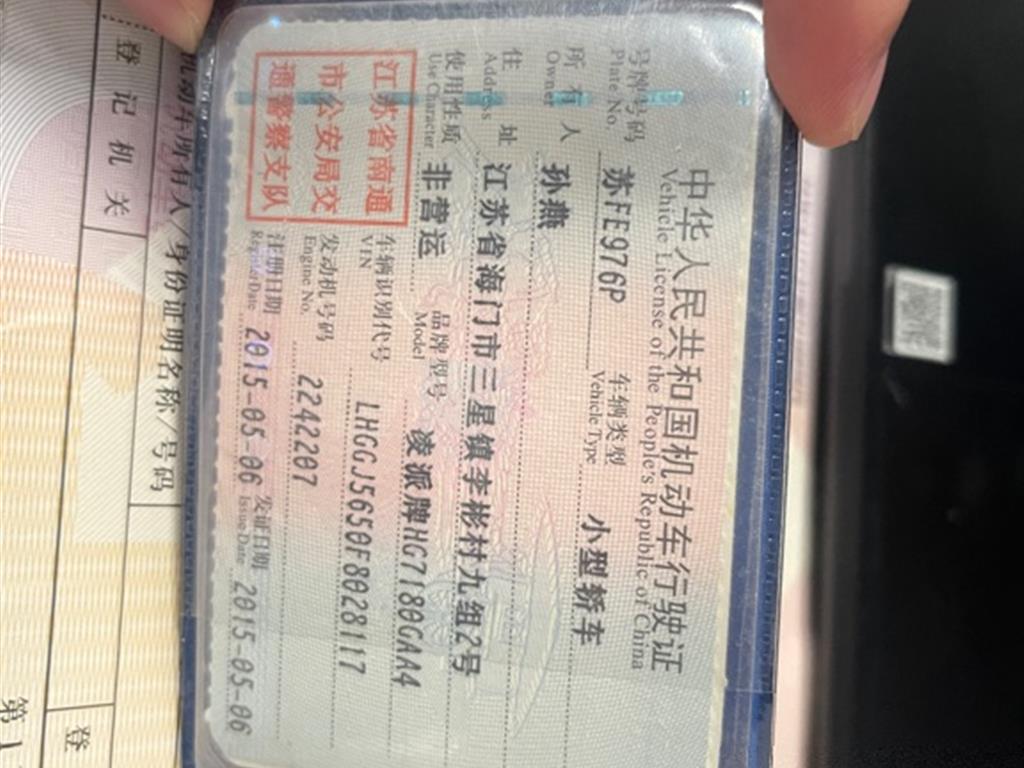 中华人民共和国机动车行驶证
Vehicle License of the People's Republic of China
号牌号码 苏FE976P 车辆类型 小型轿车
Plate No. Vehicle Type
所有人 孙燕
Owner
住址 江苏省海门市三星镇李彬村九组2号
Address
使用性质 非营运 品牌型号 凌派牌HG7180GAA4
Use Character Model
江苏省南通
市公安局交
通警察支队
车辆识别代号 LHGGJ5650F8028117
VIN
发动机号码 2242207
Engine No.
注册日期 2015-05-06 发证日期 2015-05-06
Register Date Issue Date
机动车所有人/身份证明名称/号码
登记机关
登
第